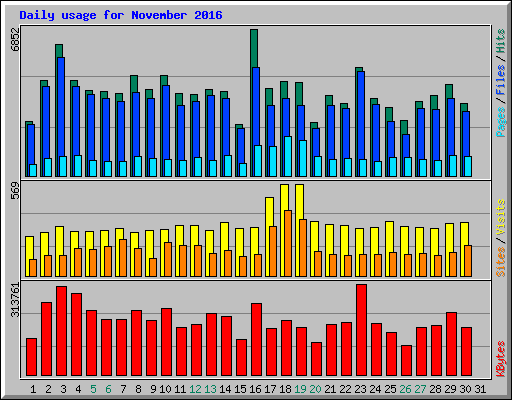 Daily usage for November 2016
6852
Pages / Files / Hits
569
Sites / Visits
313761
KBytes
1 2 3 4 5 6 7 8 9 10 11 12 13 14 15 16 17 18 19 20 21 22 23 24 25 26 27 28 29 30 31